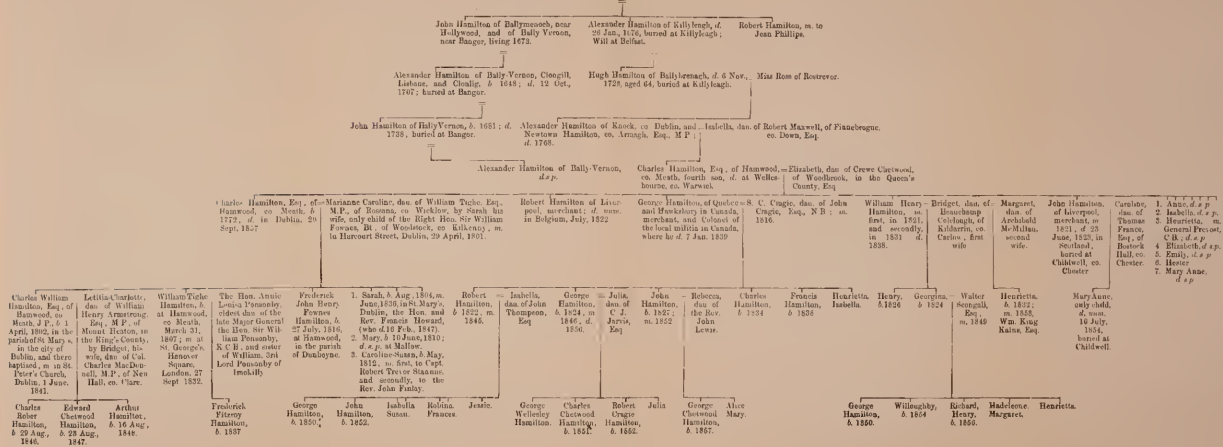 John Hamilton of Ballymenoch, near
Hollywood, and of Bally Vernon,
near Bangor, living 1673.
Alexander Hamilton of Killyleagh, d.
26 Jan., 1676, buried at Killyleagh;
Will at Belfast.
Robert Hamilton, m. to
Jean Phillips.
Alexander Hamilton of Bally-Vernon, Clongill,
Lisbane, and Clonlig, b 1648; d. 12 Oct.,
1707; buried at Bangor.
Hugh Hamilton of Ballybrenagh, d. 6 Nov.,
1728, aged 64, buried at Killyleagh.
Miss Ross of Rostrevor.
John Hamilton of Bally Vernon, b. 1681; d.
1738, buried at Bangor.
Alexander Hamilton of Knock, co Dublin, and
Newtown Hamilton, co. Armagh, Esq., M P;
d. 1768.
Isabella, dau. of Robert Maxwell, of Finnebrogue,
co. Down, Esq.
Alexander Hamilton of Bally-Vernon,
d.s p.
Charles Hamilton, Esq., of Hamwood,
co. Meath, fourth son, d. at Welles-
bourne, co. Warwick.
Elizabeth, dau. of Crewe Chetwood,
of Woodbrook, in the Queen's
County, Esq
Charles Hamilton, Esq., of
Hamwood, co Meath, b
1772, d. in Dublin, 29
Sept. 1857
Marianne Caroline, dau. of William Tighe, Esq.,
M.P., of Rosanna, co Wicklow, by Sarah his
wife, only child of the Right Hon. Sir William
Fownes, Bt, of Woodstock, co Kilkenny, m.
in Harcourt Street, Dublin, 29 April, 1801.
Robert Hamilton of Liver-
pool, merchant; d. unm.
in Belgium, July, 1832
George Hamilton, of Quebec
and Hawksbury in Canada,
merchant, and Colonel of
the local militia in Canada,
where he d. 7 Jan. 1839
S. C. Cragie, dau. of John
Cragie, Esq., N B; m.
1816.
William Henry
Hamilton, m.
first, in 1821,
and secondly,
in 1831 d.
1838.
Bridget, dau. of
Beauchamp
Colclough, of
Kildarrin, co.
Carlow, first
wife
Margaret,
dau. of
Archibald
McMillan,
second
wife.
John Hamilton,
of Liverpool,
merchant, m
1821, d 23
June, 1823, in
Scotland,
buried at
Chiblwell, co.
Chester
Caroline,
dau. of
Thomas
France,
Esq, of
Bostock
Hall, co.
Chester.
1. Anne, d.s p
2. Isabella, d.s p.
3. Henrietta, m.
General Prevost,
C B; d.s p
4 Elizabeth, d.s p.
5. Emily, d.s p
6. Hester
7. Mary Anne,
d s p
Charles William
Hamilton, Esq, of
Hamwood, co
Meath, J P., b 1
April, 1802, in the
parish of St Mary s,
in the city of
Dublin, and there
baptised, m in St.
Peter's Church,
Dublin, 1 June,
1841.
Letitia-Charlotte,
dau of William
Henry Armstrong,
Esq, M P, of
Mount Heaton, in
the King's County,
by Bridget, his
wife, dau of Col.
Charles MacDon-
nell, M.P, of New
Hall, co. Clare.
William Tighe
Hamilton, b.
at Hamwood,
co Meath,
March 31,
1807; m at
St. George's,
Hanover
Square,
London, 27
Sept 1832.
The Hon. Annie
Louisa Ponsonby,
eldest dau of the
late Major General
the Hon. Sir Wil-
liam Ponsonby,
K.C B, and sister
of William, 3rd
Lord Ponsonby of
Imokilly
Frederick
John Henry
Fownes
Hamilton, b.
27 July, 1816,
at Hamwood,
in the parish
of Dunboyne.
1. Sarah, b Aug, 1804, m.
June, 1836, in St. Mary's,
Dublin, the Hon. and
Rev. Francis Howard,
(who d. 16 Feb., 1847).
2. Mary, b 10 June, 1810;
d.s.p., at Mallow.
3. Caroline-Susan, b. May,
1812, m. first, to Capt.
Robert Trevor Staunus,
and secondly, to the
Rev. John Finlay.
Robert
Hamilton,
b 1822, m.
1845.
Isabella,
dau. of John
Thompson,
Esq.
George
Hamilton,
b. 1824, m
1846, d.
1856.
Julia,
dau. of
C J.
Jarvis,
Esq
John
Hamilton,
b. 1827;
m. 1852
Rebecca,
dau of
the Rev.
John
Lewis.
Charles
Hamilton,
b 1834
Francis
Hamilton,
b 1838
Henrietta.
Isabella.
Henry,
b. 1826
Georgina,
b 1824
Walter
Scougall,
Esq,
m. 1849
Henrietta,
b. 1832;
m. 1858,
Wm. King
Kains, Esq.
Mary Anne,
only child,
d. unm.
16 July,
1854,
buried at
Childwell.
Charles
Rober
Hamilton,
b 29 Aug.,
1846.
Edward
Chetwood
Hamilton,
b. 28 Aug.,
1847.
Arthur
Hamilton,
b. 16 Aug,
1848.
Frederick
Fitzroy
Hamilton,
b. 1837
George
Hamilton,
b. 1850.
John
Hamilton,
b. 1852.
Isabella
Susan.
Robina.
Frances.
Jessie.
George
Wellesley
Hamilton.
Charles
Chetwood
Hamilton,
b. 1851.
Robert
Cragie
Hamilton,
b 1852.
Julia
George
Chetwood
Hamilton,
b. 1857.
Alice
Mary.
George
Hamilton,
b. 1850.
Willoughby,
b. 1854
Richard,
Henry,
b. 1856.
Madeleene.
Margaret.
Henrietta.